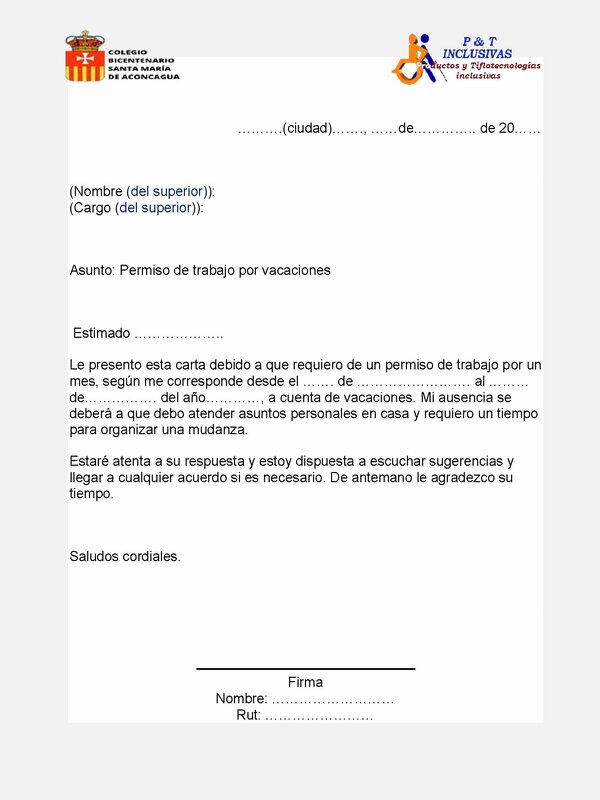 COLEGIO
BICENTENARIO
SANTA MARÍA
DE ACONCAGUA
P & T
INCLUSIVAS
ductos y Tiflotecnologías
inclusivas
……….(ciudad)……., ……de………….. de 20……
(Nombre (del superior)):
(Cargo (del superior)):
Asunto: Permiso de trabajo por vacaciones
Estimado ………………..
Le presento esta carta debido a que requiero de un permiso de trabajo por un
mes, según me corresponde desde el ……. de ……………………. al ………
de……………. del año…………, a cuenta de vacaciones. Mi ausencia se
deberá a que debo atender asuntos personales en casa y requiero un tiempo
para organizar una mudanza.
Estaré atenta a su respuesta y estoy dispuesta a escuchar sugerencias y
llegar a cualquier acuerdo si es necesario. De antemano le agradezco su
tiempo.
Saludos cordiales.
Firma
Nombre: ………………………
Rut: ……………………